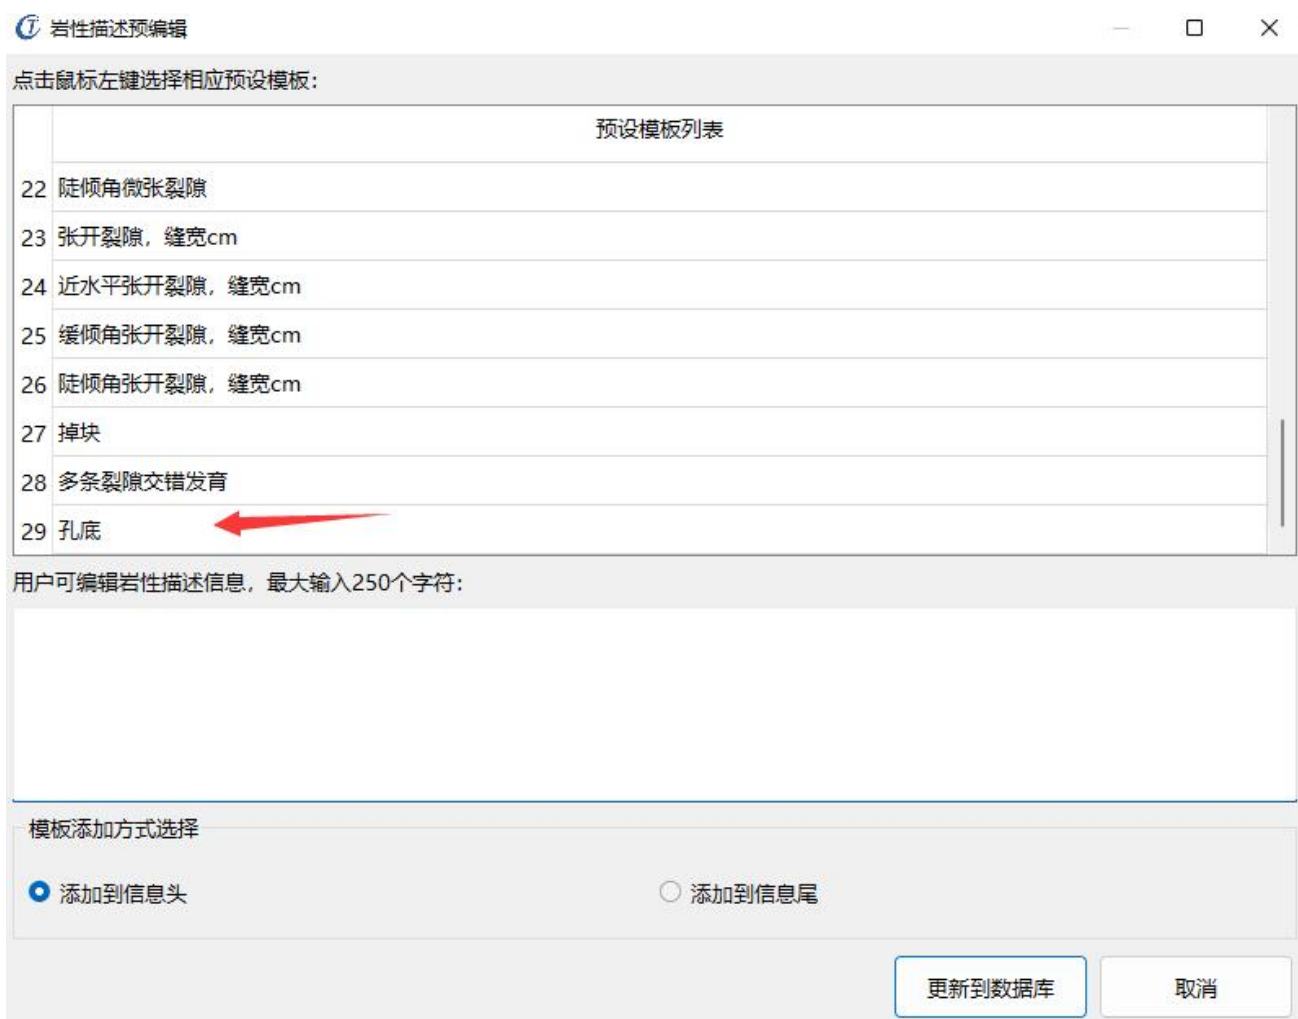 岩性描述预编辑
点击鼠标左键选择相应预设模板：
预设模板列表
22 陡倾角微张裂隙
23 张开裂隙，缝宽cm
24 近水平张开裂隙，缝宽cm
25 缓倾角张开裂隙，缝宽cm
26 陡倾角张开裂隙，缝宽cm
27 掉块
28 多条裂隙交错发育
29 孔底
用户可编辑岩性描述信息，最大输入250个字符：
模板添加方式选择
添加到信息头 添加到信息尾
更新到数据库 取消